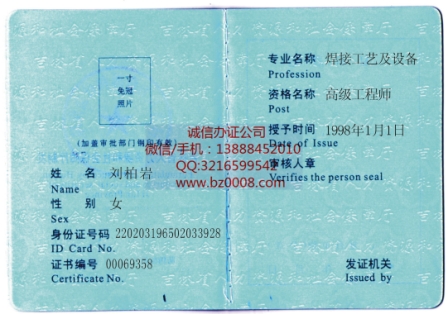 一寸
免冠
照片
(加盖审批部门钢印有效)
姓 名 刘柏岩
Name
性 别 女
Sex
身份证号码 220203196502033928
ID Card No.
证书编号 00069358
Certificate No.
专业名称 焊接工艺及设备
Profession
资格名称 高级工程师
Post
授予时间 1998年1月1日
Date of Issue
审核人章
Verifies the person seal
发证机关
Issued by
诚信办证公司
微信/手机：13888452010
QQ:3216599541
www.bz0008.com